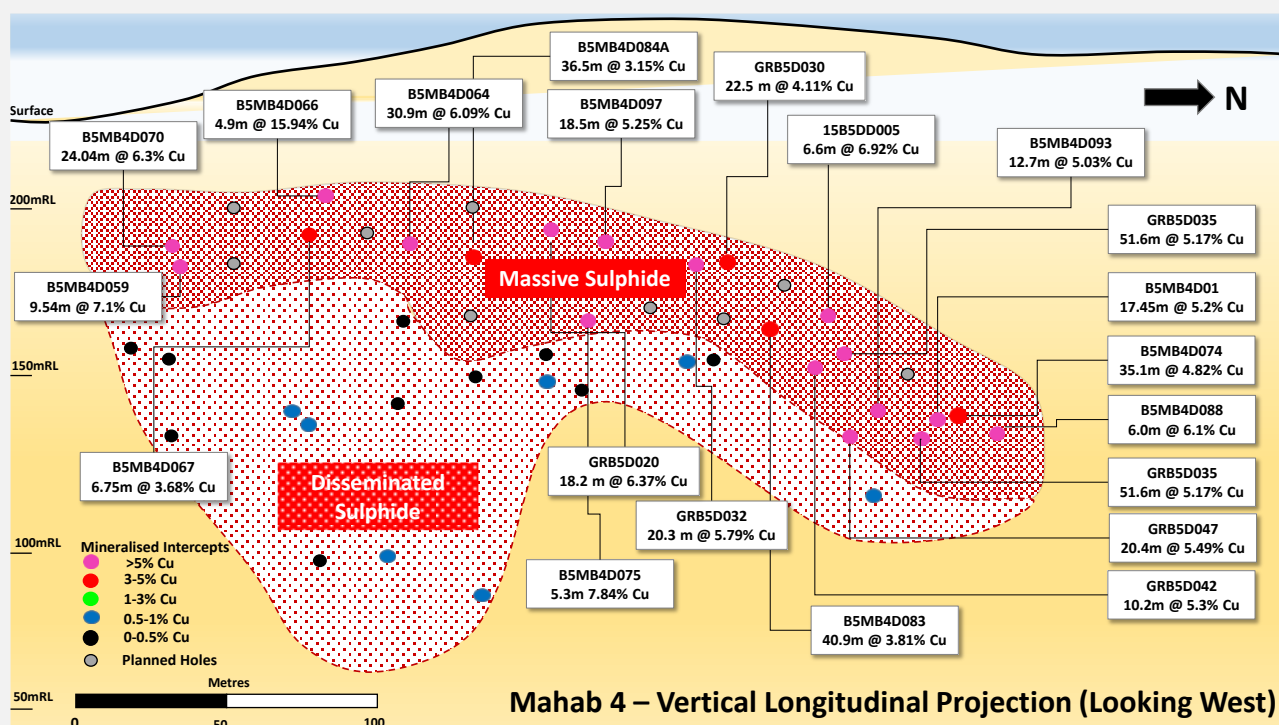 B5MB4D084A
36.5m @ 3.15% Cu
GRB5D030
22.5 m @ 4.11% Cu
B5MB4D066
4.9m @ 15.94% Cu
B5MB4D064
30.9m @ 6.09% Cu
B5MB4D097
18.5m @ 5.25% Cu
N
Surface
B5MB4D070
24.04m @ 6.3% Cu
15B5DD005
6.6m @ 6.92% Cu
B5MB4D093
12.7m @ 5.03% Cu
200mRL
GRB5D035
51.6m @ 5.17% Cu
B5MB4D059
9.54m @ 7.1% Cu
Massive Sulphide
B5MB4D01
17.45m @ 5.2% Cu
150mRL
B5MB4D074
35.1m @ 4.82% Cu
B5MB4D088
6.0m @ 6.1% Cu
B5MB4D067
6.75m @ 3.68% Cu
Disseminated
Sulphide
GRB5D020
18.2 m @ 6.37% Cu
GRB5D035
51.6m @ 5.17% Cu
GRB5D032
20.3 m @ 5.79% Cu
GRB5D047
20.4m @ 5.49% Cu
100mRL
B5MB4D075
5.3m 7.84% Cu
GRB5D042
10.2m @ 5.3% Cu
B5MB4D083
40.9m @ 3.81% Cu
Mineralised Intercepts
>5% Cu
3-5% Cu
1-3% Cu
0.5-1% Cu
0-0.5% Cu
Planned Holes
Metres
50mRL
0 50 100
Mahab 4 – Vertical Longitudinal Projection (Looking West)